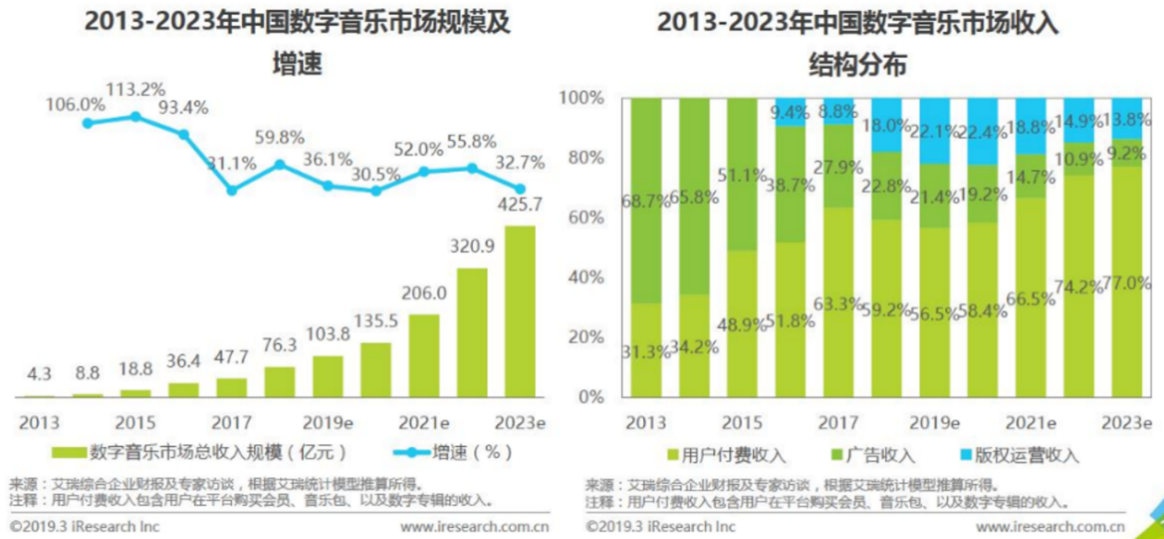 2013-2023年中国数字音乐市场规模及
增速
106.0%
113.2%
93.4%
31.1%
59.8%
36.1%
30.5%
52.0%
55.8%
32.7%
4.3
8.8
18.8
36.4
47.7
76.3
103.8
135.5
206.0
320.9
425.7
2013
2015
2017
2019e
2021e
2023e
数字音乐市场总收入规模（亿元）
增速（%）
来源：艾瑞综合企业财报及专家访谈，根据艾瑞统计模型推算所得。
注释：用户付费收入包含用户在平台购买会员、音乐包、以及数字专辑的收入。
©2019.3 iResearch Inc
www.iresearch.com.cn
2013-2023年中国数字音乐市场收入
结构分布
100%
80%
60%
40%
20%
0%
9.4%
8.8%
18.0%
22.1%
22.4%
18.8%
14.9%
13.8%
68.7%
65.8%
51.1%
38.7%
27.9%
22.8%
21.4%
19.2%
14.7%
10.9%
9.2%
31.3%
34.2%
48.9%
51.8%
63.3%
59.2%
56.5%
58.4%
66.5%
74.2%
77.0%
2013
2015
2017
2019e
2021e
2023e
用户付费收入
广告收入
版权运营收入
来源：艾瑞综合企业财报及专家访谈，根据艾瑞统计模型推算所得。
注释：用户付费收入包含用户在平台购买会员、音乐包、以及数字专辑的收入。
©2019.3 iResearch Inc
www.iresearch.com.cn